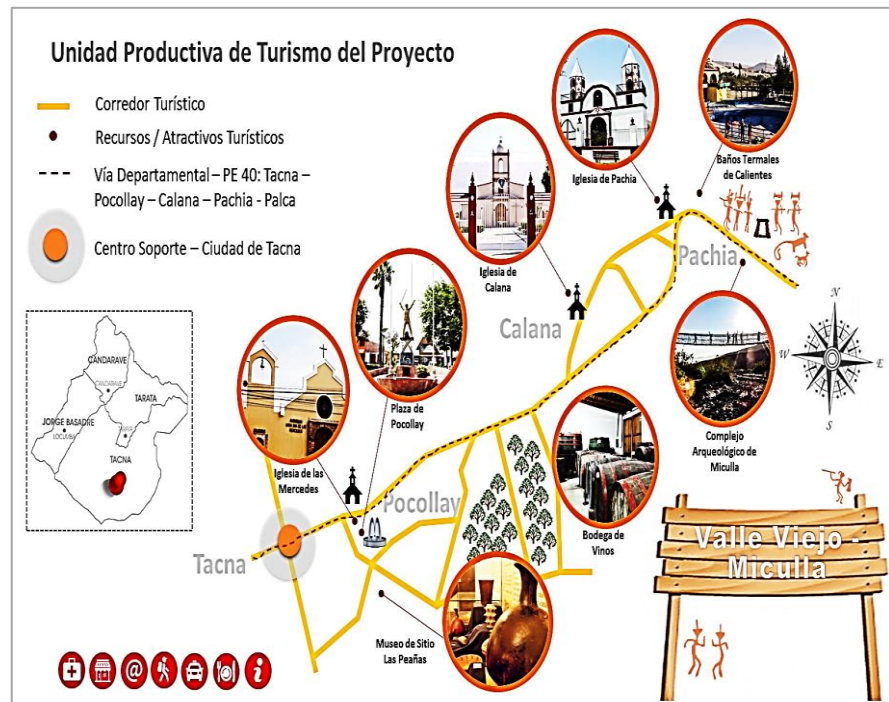 Unidad Productiva de Turismo del Proyecto
Corredor Turístico
Recursos / Atractivos Turísticos
Vía Departamental – PE 40: Tacna –
Pocollay – Calana – Pachia - Palca
Centro Soporte – Ciudad de Tacna
Iglesia de Pachia
Baños Termales
de Calientes
Iglesia de
Calana
Pachia
Calana
Plaza de
Pocollay
Iglesia de las
Mercedes
Complejo
Arqueológico de
Miculla
Bodega de
Vinos
Pocollay
Tacna
Museo de Sitio
Las Peañas
N
W
E
S
CANDARAVE
CANDARAVE
TARATA
TARATA
JORGE BASADRE
LOCUMBA
TACNA
Valle Viejo -
Miculla
@
i